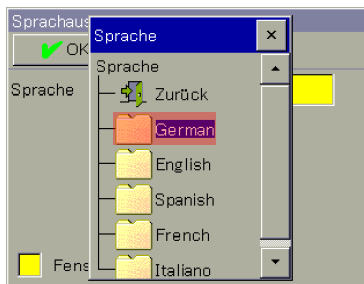 Sprachaus
OK
Sprache
×
Sprache
Sprache
Zurück
German
English
Spanish
French
Italiano
Fens